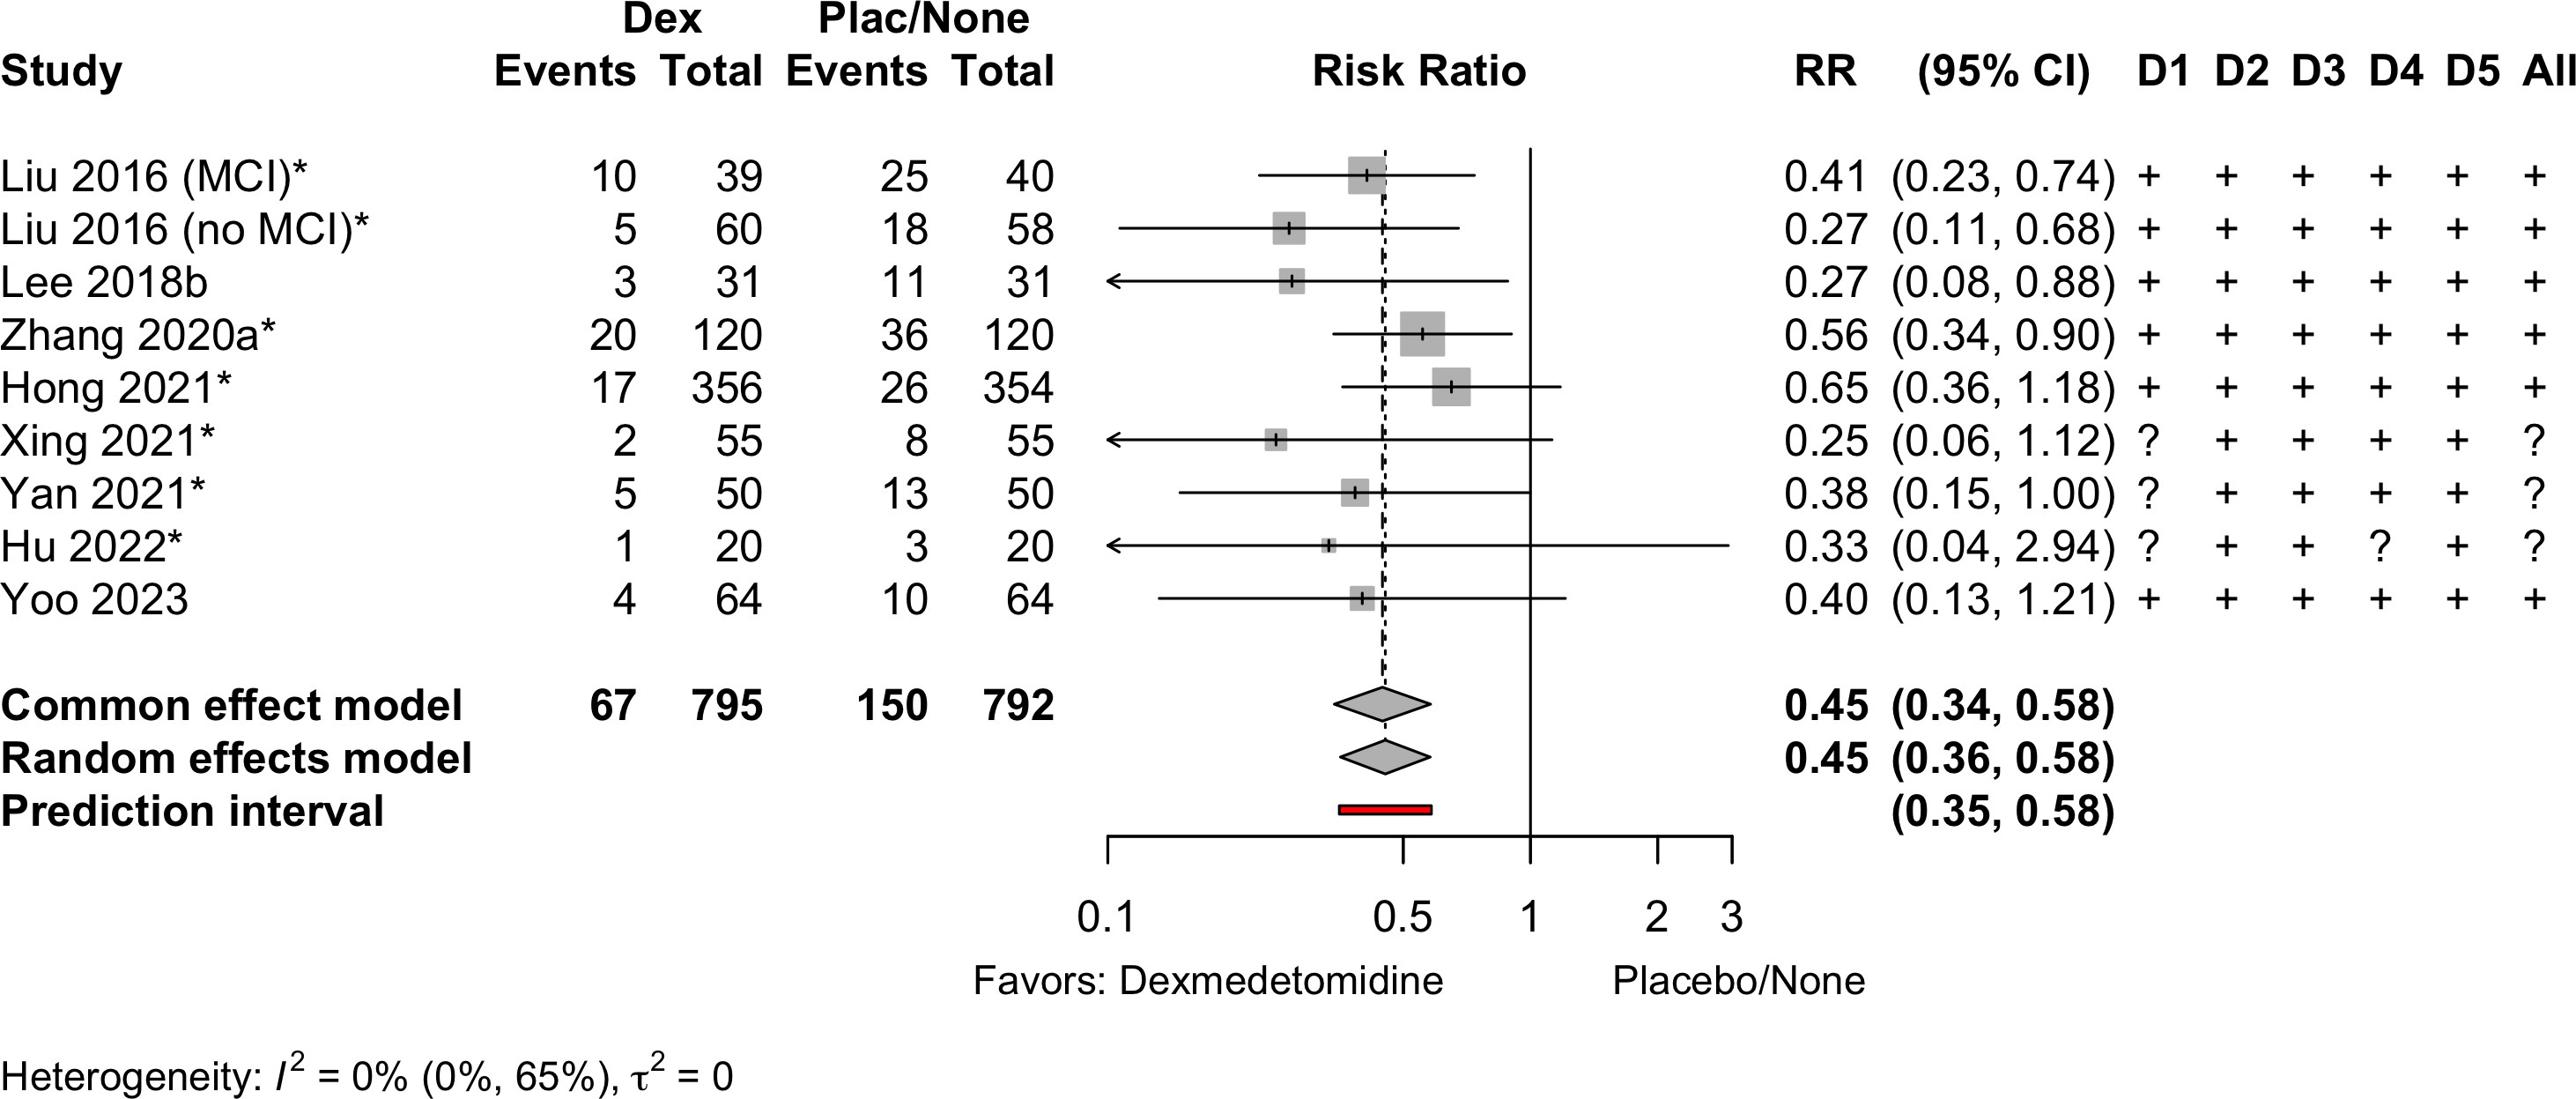 Dex Plac/None
Study Events Total Events Total Risk Ratio RR (95% CI) D1 D2 D3 D4 D5 All
Liu 2016 (MCI)* 10 39 25 40 0.41 (0.23, 0.74) + + + + + +
Liu 2016 (no MCI)* 5 60 18 58 0.27 (0.11, 0.68) + + + + + +
Lee 2018b 3 31 11 31 0.27 (0.08, 0.88) + + + + + +
Zhang 2020a* 20 120 36 120 0.56 (0.34, 0.90) + + + + + +
Hong 2021* 17 356 26 354 0.65 (0.36, 1.18) + + + + + +
Xing 2021* 2 55 8 55 0.25 (0.06, 1.12) ? + + + + ?
Yan 2021* 5 50 13 50 0.38 (0.15, 1.00) ? + + + + ?
Hu 2022* 1 20 3 20 0.33 (0.04, 2.94) ? + + ? + ?
Yoo 2023 4 64 10 64 0.40 (0.13, 1.21) + + + + + +
Common effect model 67 795 150 792 0.45 (0.34, 0.58)
Random effects model 0.45 (0.36, 0.58)
Prediction interval (0.35, 0.58)
0.1 0.5 1 2 3
Favors: Dexmedetomidine Placebo/None
Heterogeneity: I² = 0% (0%, 65%), τ² = 0